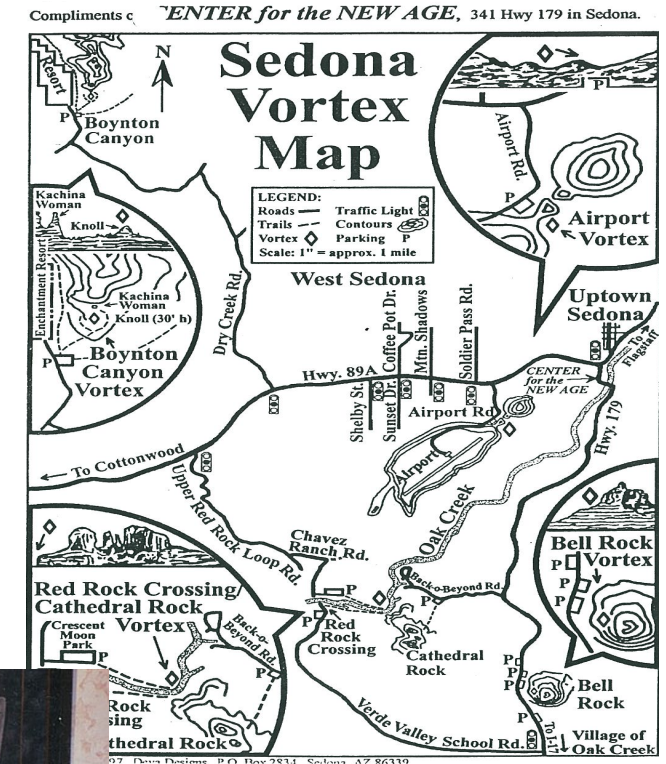 Compliments
ENTER for the NEW AGE, 341 Hwy 179 in Sedona.
Sedona
Vortex
Map
N
Resort
P
Boynton
Canyon
LEGEND:
Roads Traffic Light
Trails Contours
Vortex Parking P
Scale: 1" = approx. 1 mile
P
Airport Rd.
P
Airport
Vortex
Kachina
Woman
Knoll
Enchantment Resort
Kachina
Woman
Knoll (30' h)
P
Boynton
Canyon
Vortex
Dry Creek Rd.
West Sedona
Coffee Pot Dr.
Mtn. Shadows
Soldier Pass Rd.
Uptown
Sedona
To
Flagstaff
Hwy. 89A
CENTER
for the
NEW AGE
Shelby St.
Sunset Dr.
Airport Rd
Airport
Hwy. 179
To Cottonwood
Upper Red Rock Loop Rd.
Oak Creek
Chavez
Ranch Rd.
Back-o-Beyond Rd.
P
P
P
Red
Rock
Crossing
Cathedral
Rock
Bell Rock
Vortex
P
P
P
Red Rock Crossing/
Cathedral Rock
Vortex
Crescent
Moon
Park
P
Back-o-
Beyond Rd.
P
Rock
sing
thedral Rock
Verde Valley School Rd.
P
P
P
Bell
Rock
To I-17
Village of
Oak Creek
97 Deva Designs P.O. Box 2834 Sedona, AZ 86339